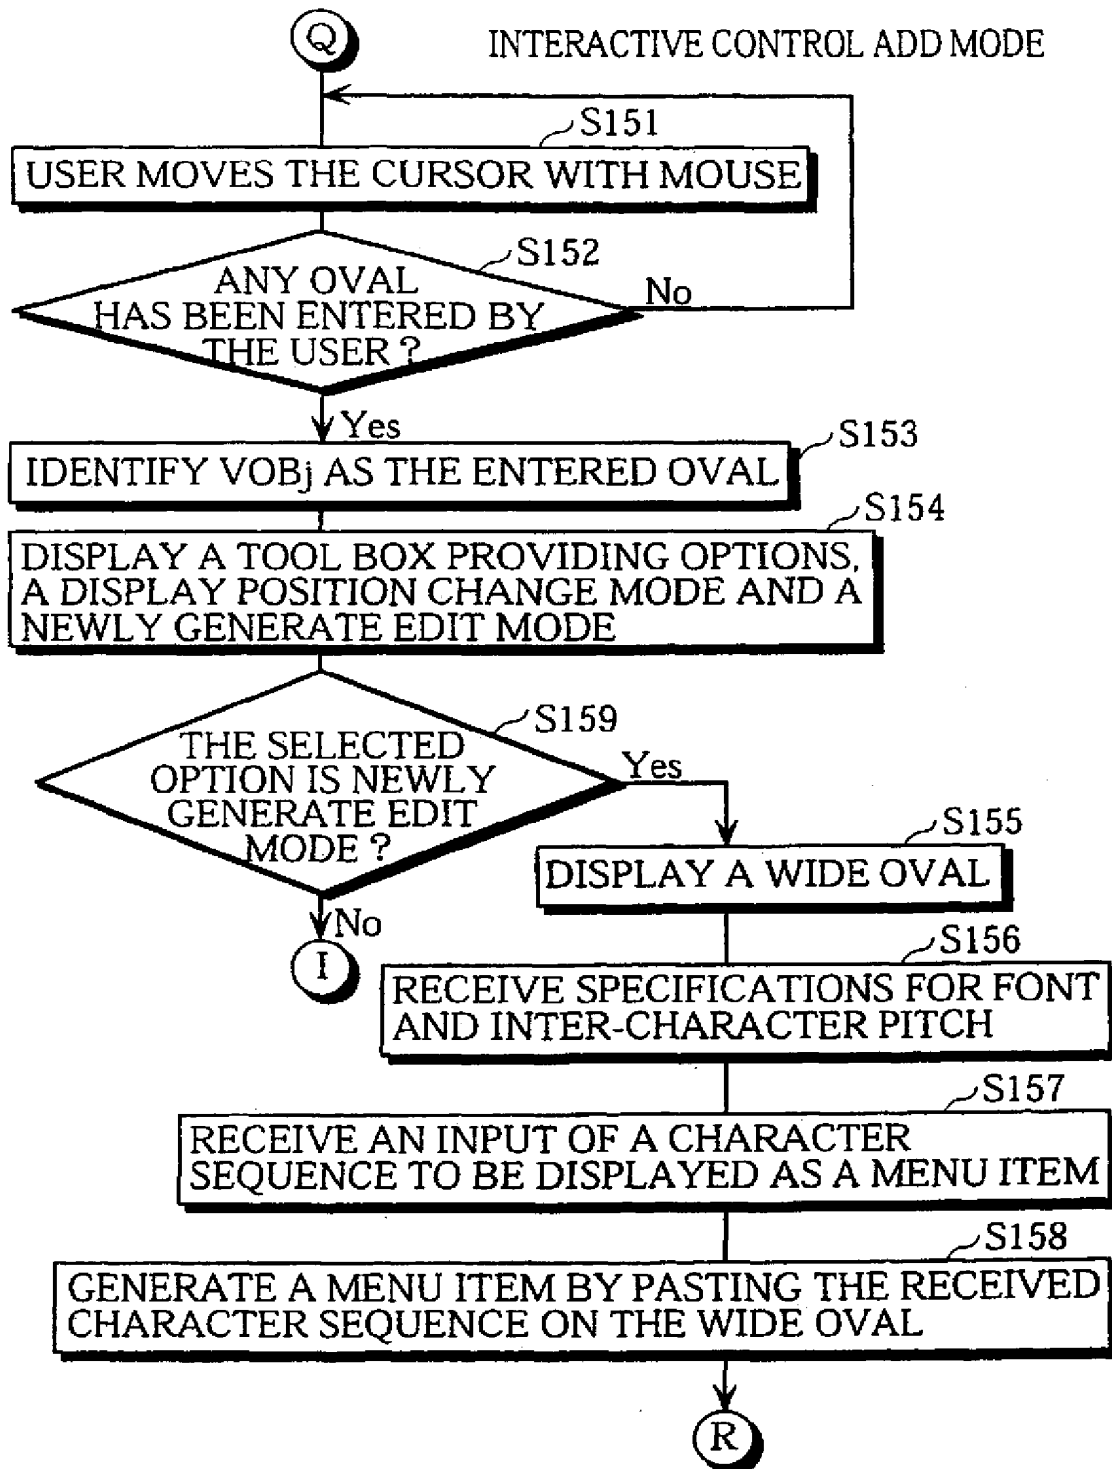 Q
INTERACTIVE CONTROL ADD MODE
S151
USER MOVES THE CURSOR WITH MOUSE
S152
ANY OVAL
HAS BEEN ENTERED BY
THE USER ?
No
Yes
S153
IDENTIFY VOBj AS THE ENTERED OVAL
S154
DISPLAY A TOOL BOX PROVIDING OPTIONS,
A DISPLAY POSITION CHANGE MODE AND A
NEWLY GENERATE EDIT MODE
S159
THE SELECTED
OPTION IS NEWLY
GENERATE EDIT
MODE ?
Yes
No
I
S155
DISPLAY A WIDE OVAL
S156
RECEIVE SPECIFICATIONS FOR FONT
AND INTER-CHARACTER PITCH
S157
RECEIVE AN INPUT OF A CHARACTER
SEQUENCE TO BE DISPLAYED AS A MENU ITEM
S158
GENERATE A MENU ITEM BY PASTING THE RECEIVED
CHARACTER SEQUENCE ON THE WIDE OVAL
R